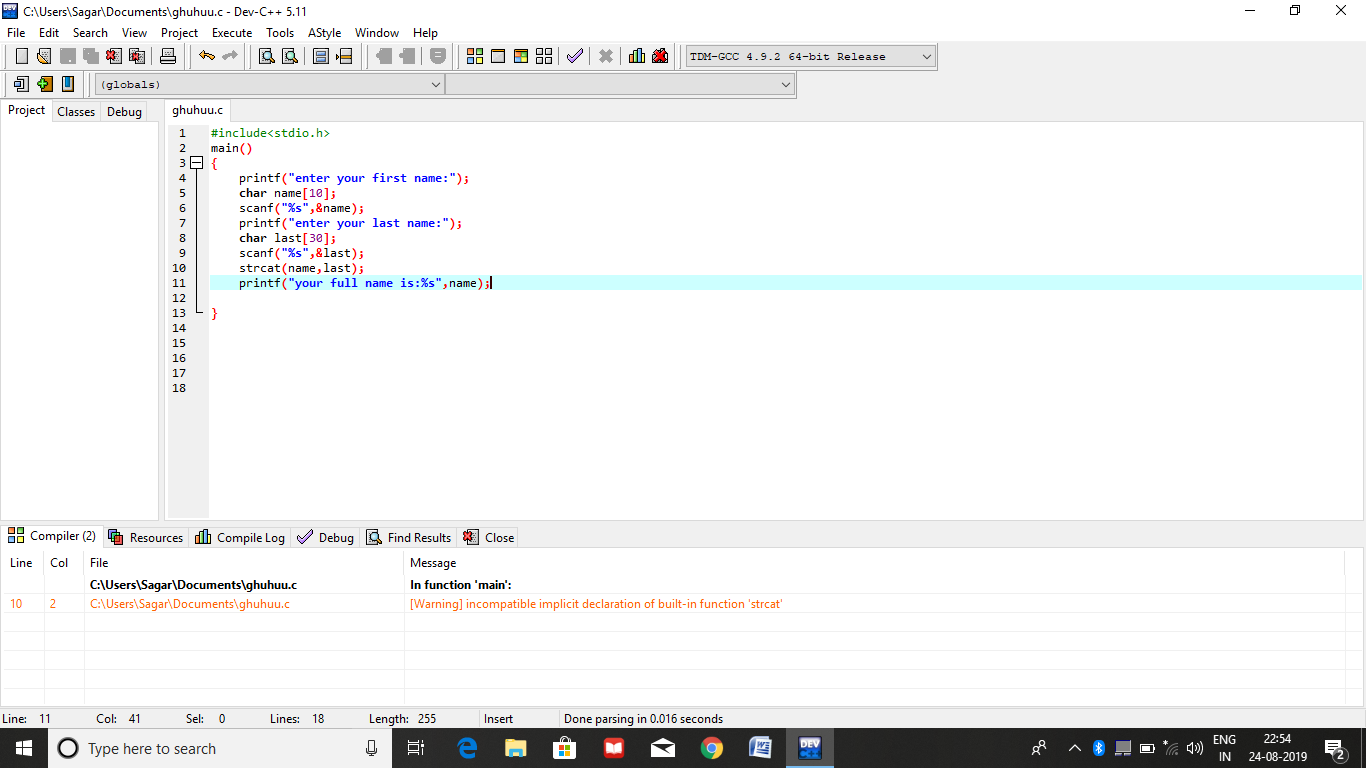 C:\Users\Sagar\Documents\ghuhuu.c - Dev-C++ 5.11
File Edit Search View Project Execute Tools AStyle Window Help
TDM-GCC 4.9.2 64-bit Release
(globals)
Project Classes Debug ghuhuu.c
1 #include<stdio.h>
2 main()
3 {
4 printf("enter your first name:");
5 char name[10];
6 scanf("%s",&name);
7 printf("enter your last name:");
8 char last[30];
9 scanf("%s",&last);
10 strcat(name,last);
11 printf("your full name is:%s",name);
12
13 }
14
15
16
17
18
Compiler (2) Resources Compile Log Debug Find Results Close
Line Col File Message
C:\Users\Sagar\Documents\ghuhuu.c In function 'main':
10 2 C:\Users\Sagar\Documents\ghuhuu.c [Warning] incompatible implicit declaration of built-in function 'strcat'
Line: 11 Col: 41 Sel: 0 Lines: 18 Length: 255 Insert Done parsing in 0.016 seconds
Type here to search
DEV
ENG 22:54
IN 24-08-2019 2